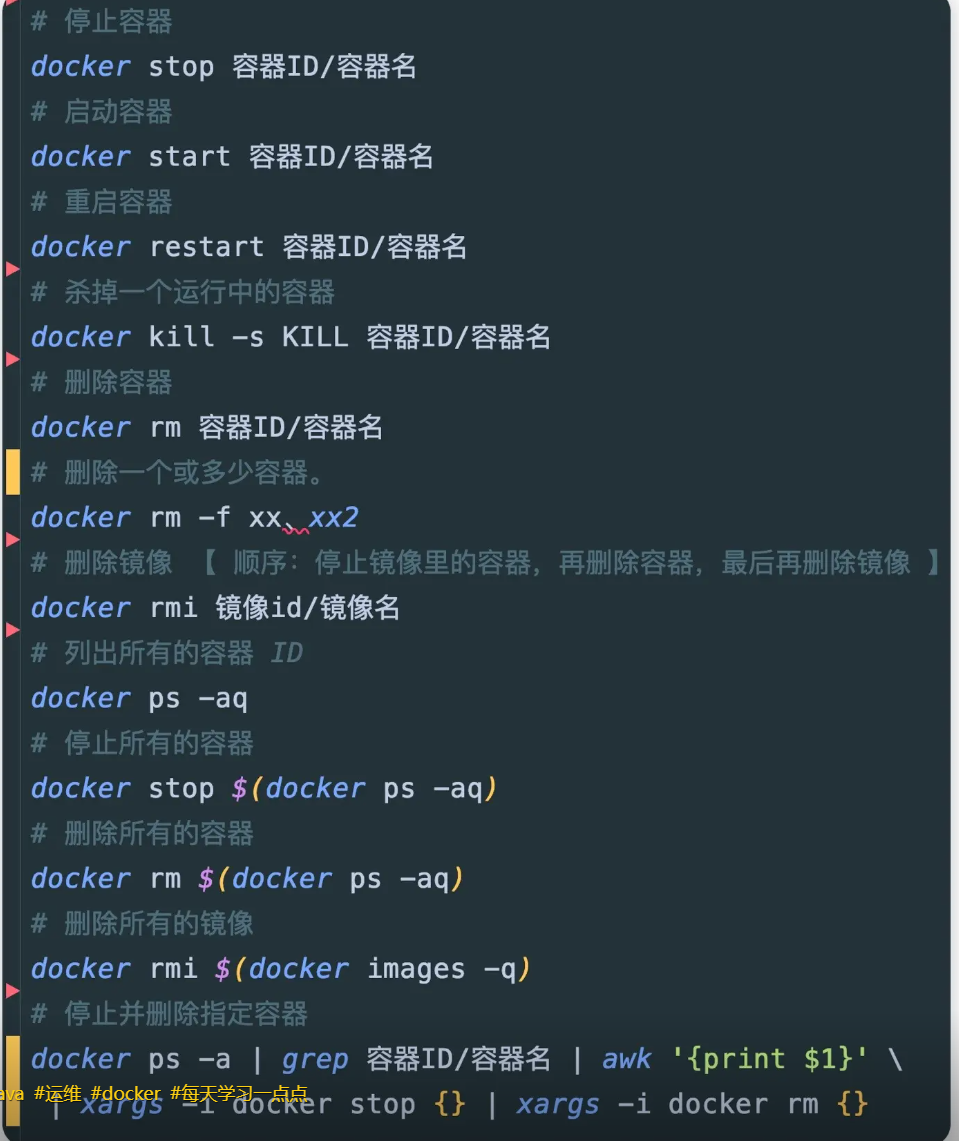 # 停止容器
docker stop 容器ID/容器名
# 启动容器
docker start 容器ID/容器名
# 重启容器
docker restart 容器ID/容器名
# 杀掉一个运行中的容器
docker kill -s KILL 容器ID/容器名
# 删除容器
docker rm 容器ID/容器名
# 删除一个或多少容器。
docker rm -f xx、xx2
# 删除镜像 【 顺序：停止镜像里的容器，再删除容器，最后再删除镜像 】
docker rmi 镜像id/镜像名
# 列出所有的容器 ID
docker ps -aq
# 停止所有的容器
docker stop $(docker ps -aq)
# 删除所有的容器
docker rm $(docker ps -aq)
# 删除所有的镜像
docker rmi $(docker images -q)
# 停止并删除指定容器
docker ps -a | grep 容器ID/容器名 | awk '{print $1}' \
ava #运维 #docker #每天学习一点点
| xargs -i docker stop {} | xargs -i docker rm {}